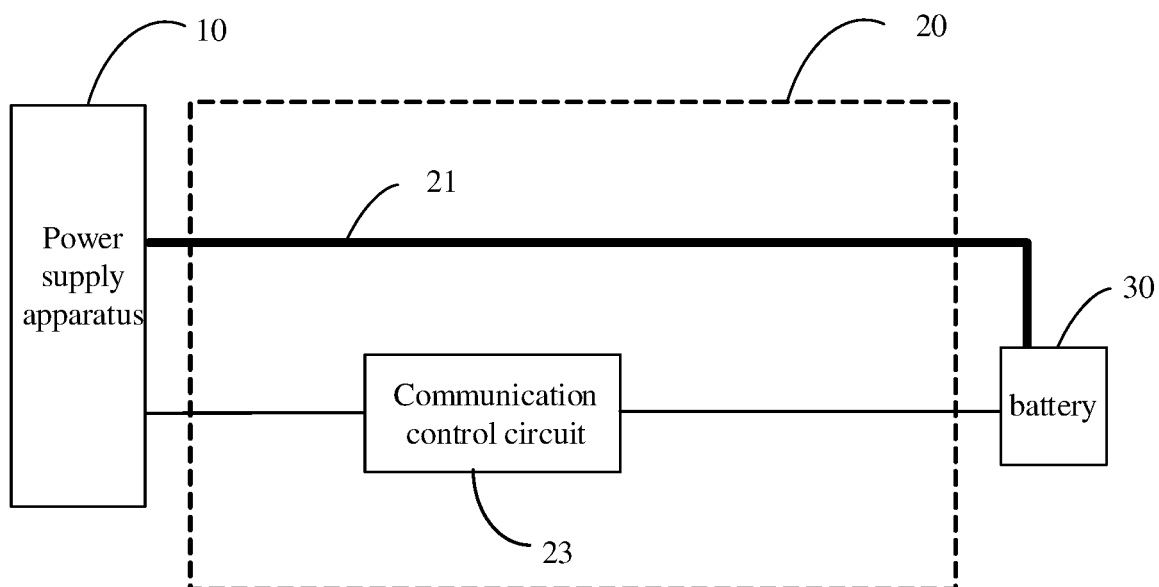 10
20
21
Power
supply
apparatus
30
Communication
control circuit
battery
23